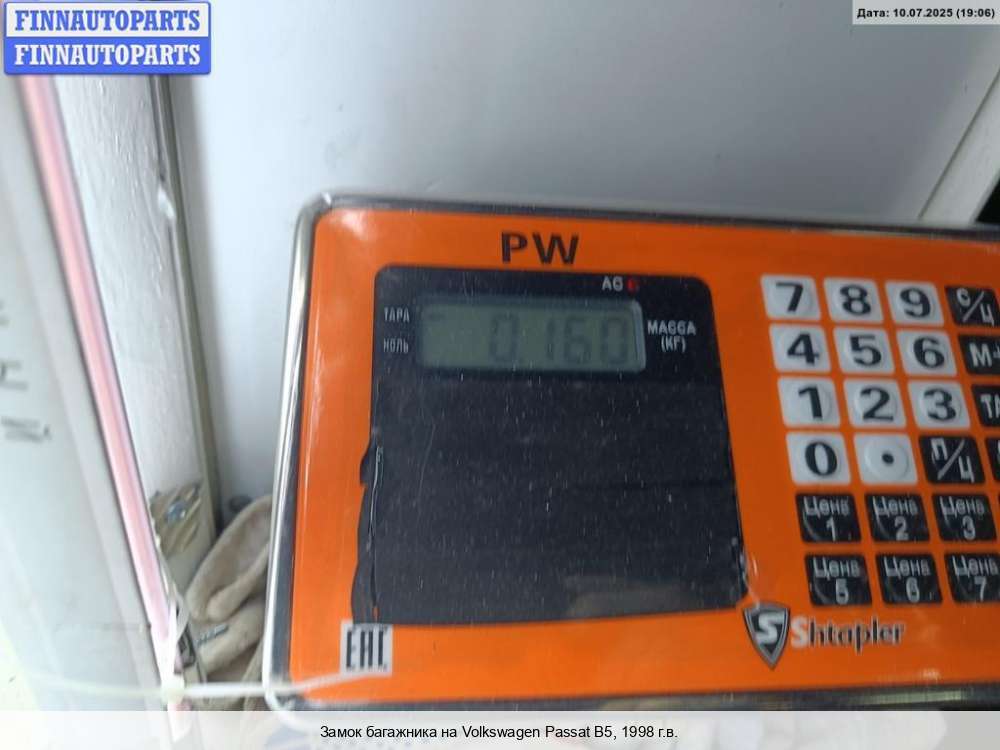 FINNAUTOPARTS
FINNAUTOPARTS
Дата: 10.07.2025 (19:06)
PW
AC
ТАРА
НОЛЬ
0.160
МАССА
(КГ)
7 8 9 С/Ц
4 5 6 М+
1 2 3 ТА
0 . П/Ц
Цена 1 Цена 2 Цена 3
Цена 5 Цена 6 Цена 7
S Shtapler
EAC
Замок багажника на Volkswagen Passat B5, 1998 г.в.